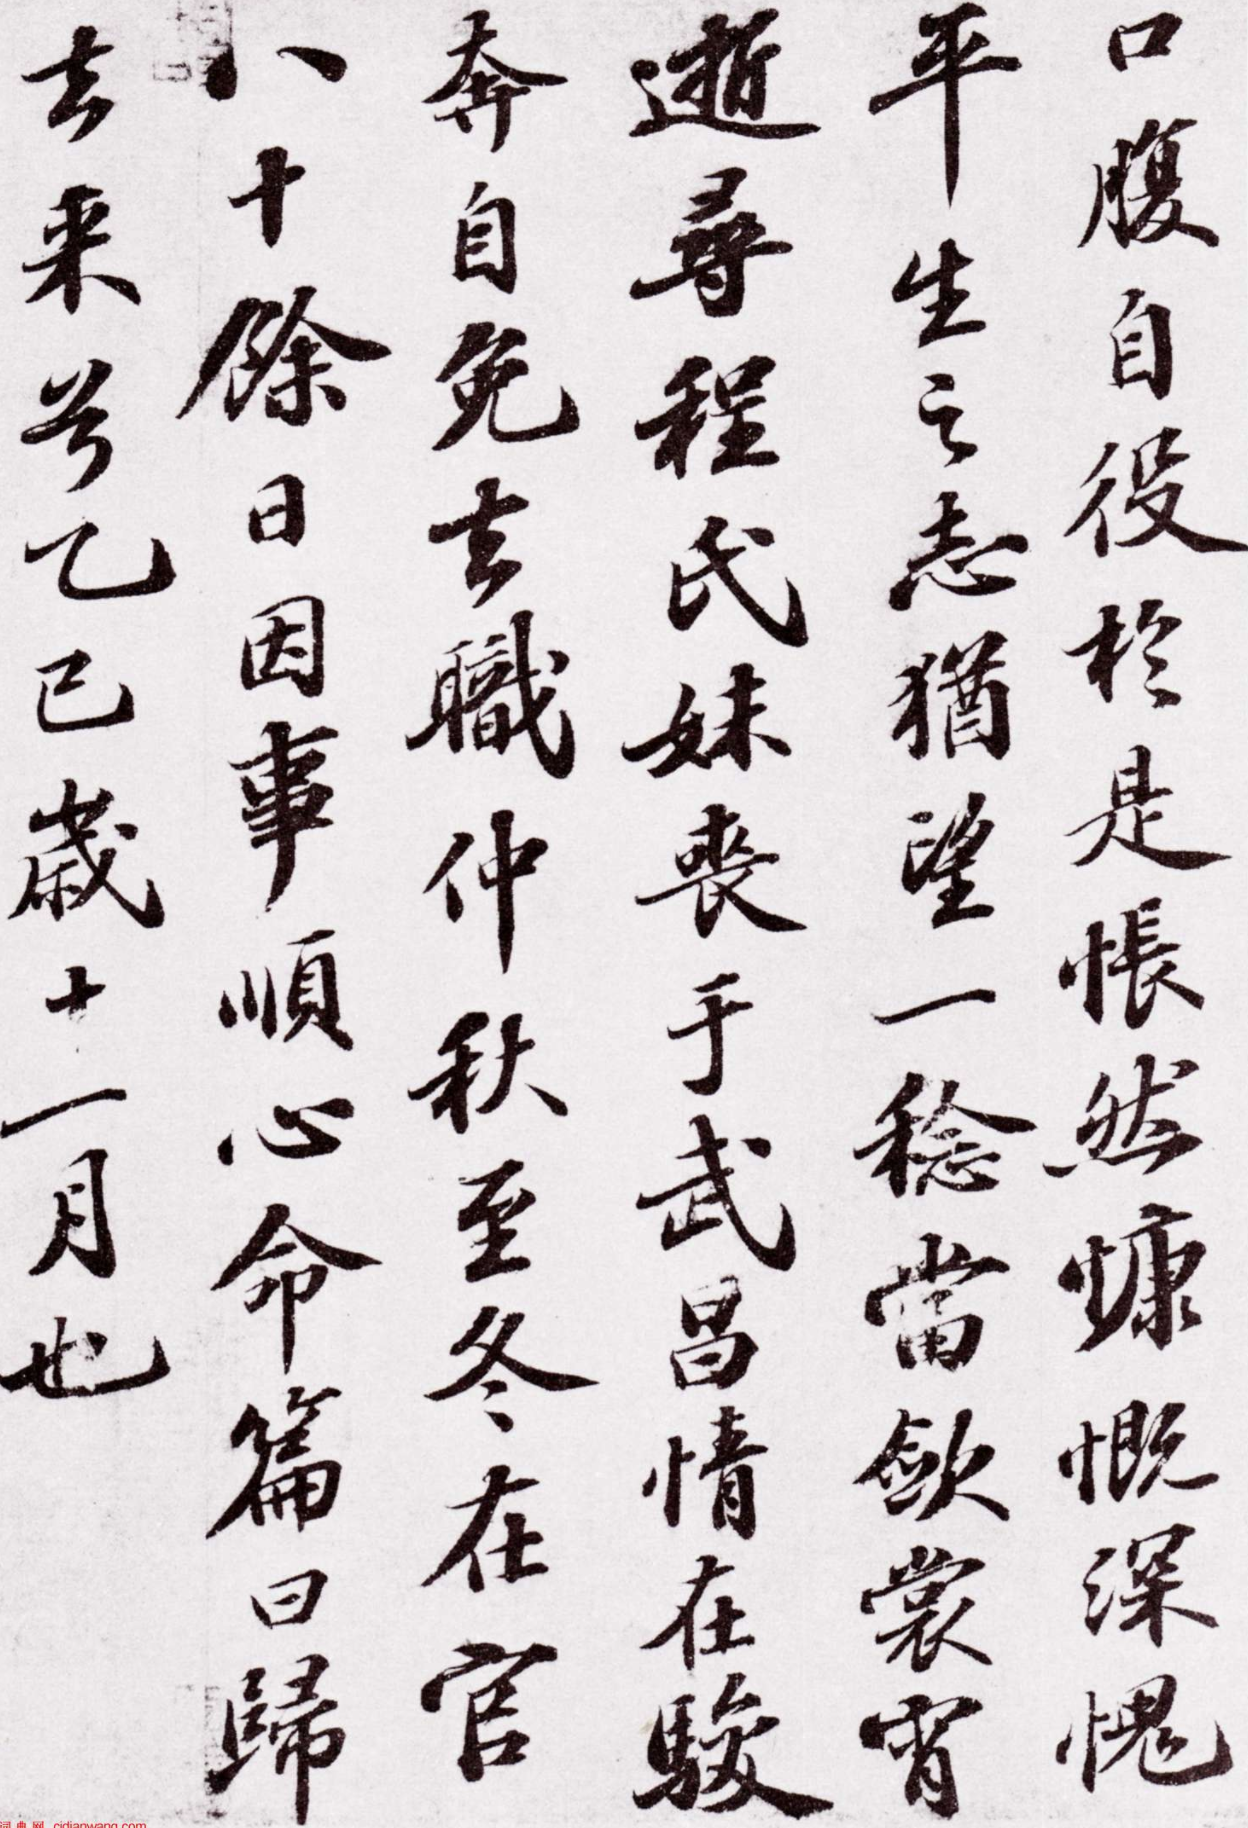 口腹自役於是悵然慷慨深愧
平生之志猶望一稔當斂裳宵
逝尋程氏妹喪于武昌情在駿
奔自免去職仲秋至冬在官
八十餘日因事順心命篇曰歸
去来兮乙巳歲十一月也
词典网 cidianwang.com